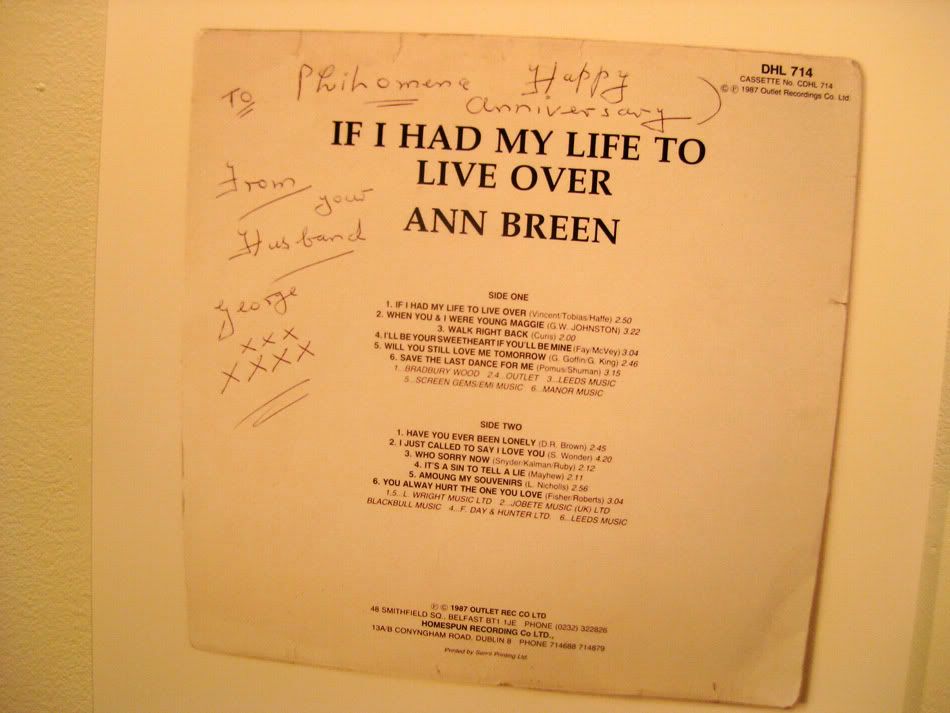 To Philhomena Happy
anniversary
DHL 714
CASSETTE No. CDHL 714
© ℗ 1987 Outlet Recordings Co. Ltd.
IF I HAD MY LIFE TO
LIVE OVER
ANN BREEN
From your
Husband
George
x x x
x x x x
SIDE ONE
1. IF I HAD MY LIFE TO LIVE OVER (Vincent/Tobias/Haffe) 2.50
2. WHEN YOU & I WERE YOUNG MAGGIE (G.W. JOHNSTON) 3.22
3. WALK RIGHT BACK (Curis) 2.00
4. I'LL BE YOUR SWEETHEART IF YOU'LL BE MINE (Fay/McVey) 3.04
5. WILL YOU STILL LOVE ME TOMORROW (G. Goffin/G. King) 2.46
6. SAVE THE LAST DANCE FOR ME (Pomus/Shuman) 3.15
1...BRADBURY WOOD 2.4...OUTLET 3...LEEDS MUSIC
5...SCREEN GEMS/EMI MUSIC 6...MANOR MUSIC
SIDE TWO
1. HAVE YOU EVER BEEN LONELY (D.R. Brown) 2.45
2. I JUST CALLED TO SAY I LOVE YOU (S. Wonder) 4.20
3. WHO SORRY NOW (Snyder/Kalman/Ruby) 2.12
4. IT'S A SIN TO TELL A LIE (Mayhew) 2.11
5. AMOUNG MY SOUVENIRS (L. Nicholls) 2.56
6. YOU ALWAY HURT THE ONE YOU LOVE (Fisher/Roberts) 3.04
1.5...L. WRIGHT MUSIC LTD 2...JOBETE MUSIC (UK) LTD
BLACKBULL MUSIC 4...F. DAY & HUNTER LTD. 6...LEEDS MUSIC
℗ © 1987 OUTLET REC CO LTD
48 SMITHFIELD SQ., BELFAST BT1 1JE PHONE (0232) 322826
HOMESPUN RECORDING Co LTD.,
13A/B CONYNGHAM ROAD, DUBLIN 8 PHONE 714688 714879
Printed by Printing Ltd.